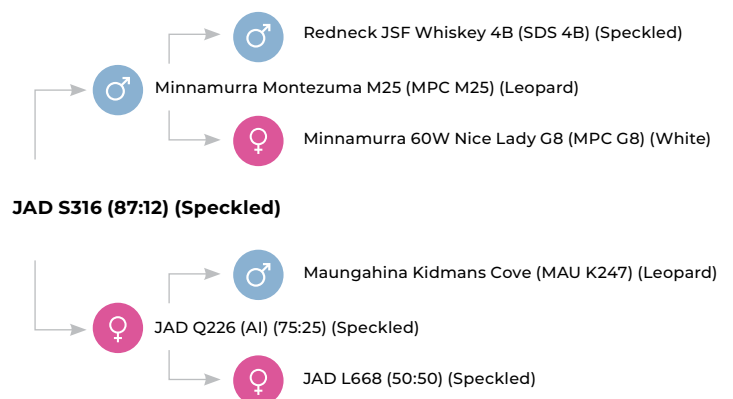 Redneck JSF Whiskey 4B (SDS 4B) (Speckled)
Minnamurra Montezuma M25 (MPC M25) (Leopard)
Minnamurra 60W Nice Lady G8 (MPC G8) (White)
JAD S316 (87:12) (Speckled)
Maungahina Kidmans Cove (MAU K247) (Leopard)
JAD Q226 (AI) (75:25) (Speckled)
JAD L668 (50:50) (Speckled)